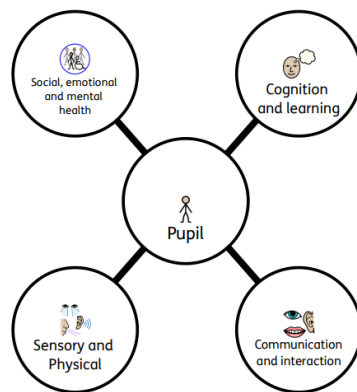 Social, emotional
and mental
health
Cognition
and learning
Pupil
Sensory and
Physical
Communication
and interaction